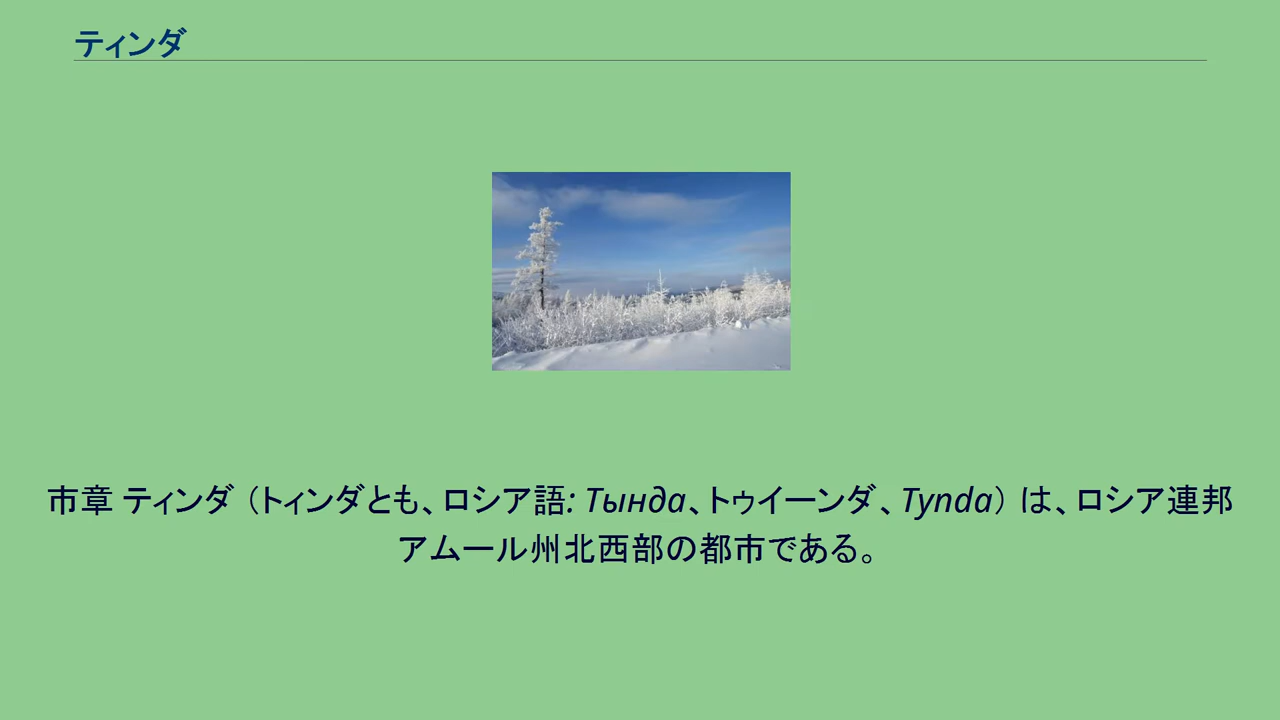 ティンダ
市章 ティンダ（トィンダとも、ロシア語: Тында、トゥイーンダ、Tynda）は、ロシア連邦
アムール州北西部の都市である。